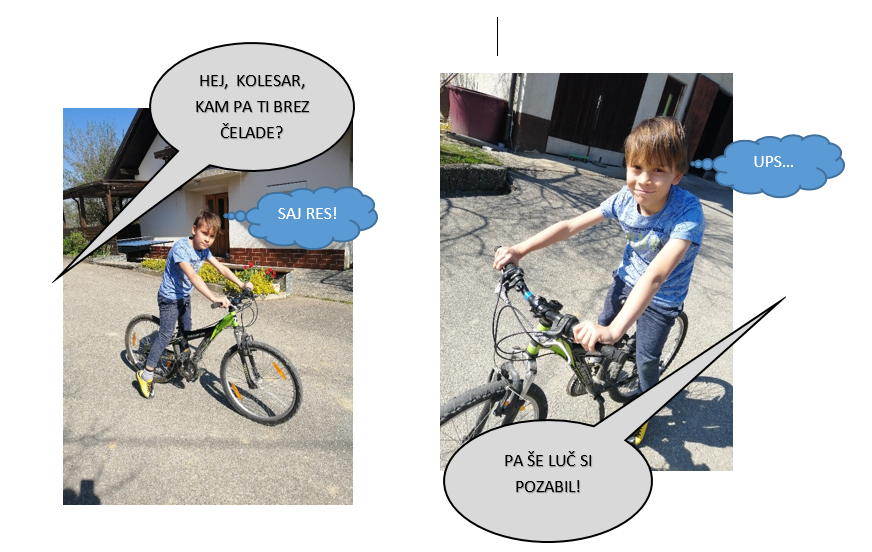 HEJ, KOLESAR,
KAM PA TI BREZ
ČELADE?
SAJ RES!
UPS...
PA ŠE LUČ SI
POZABIL!